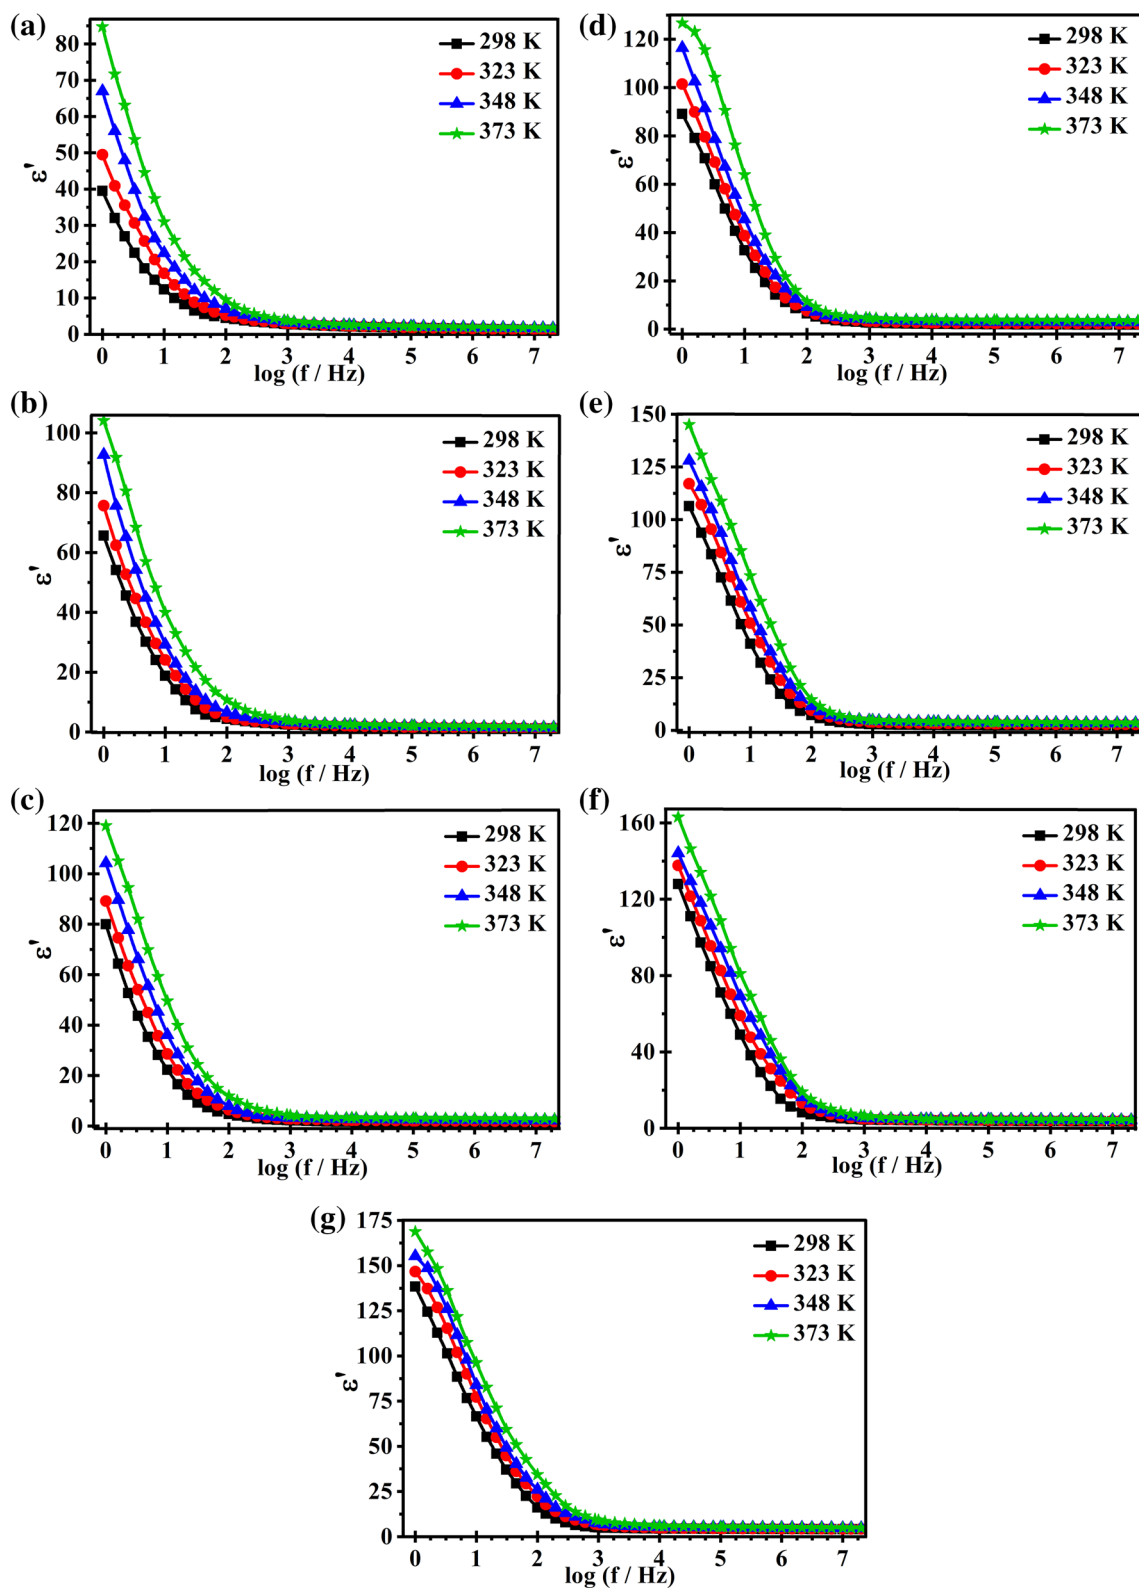 (a)
298 K
323 K
348 K
373 K
ε'
80
70
60
50
40
30
20
10
0
0 1 2 3 4 5 6 7
log (f / Hz)
(b)
298 K
323 K
348 K
373 K
ε'
100
80
60
40
20
0
0 1 2 3 4 5 6 7
log (f / Hz)
(c)
298 K
323 K
348 K
373 K
ε'
120
100
80
60
40
20
0
0 1 2 3 4 5 6 7
log (f / Hz)
(d)
298 K
323 K
348 K
373 K
ε'
120
100
80
60
40
20
0
0 1 2 3 4 5 6 7
log (f / Hz)
(e)
298 K
323 K
348 K
373 K
ε'
150
125
100
75
50
25
0
0 1 2 3 4 5 6 7
log (f / Hz)
(f)
298 K
323 K
348 K
373 K
ε'
160
120
80
40
0
0 1 2 3 4 5 6 7
log (f / Hz)
(g)
298 K
323 K
348 K
373 K
ε'
175
150
125
100
75
50
25
0
0 1 2 3 4 5 6 7
log (f / Hz)